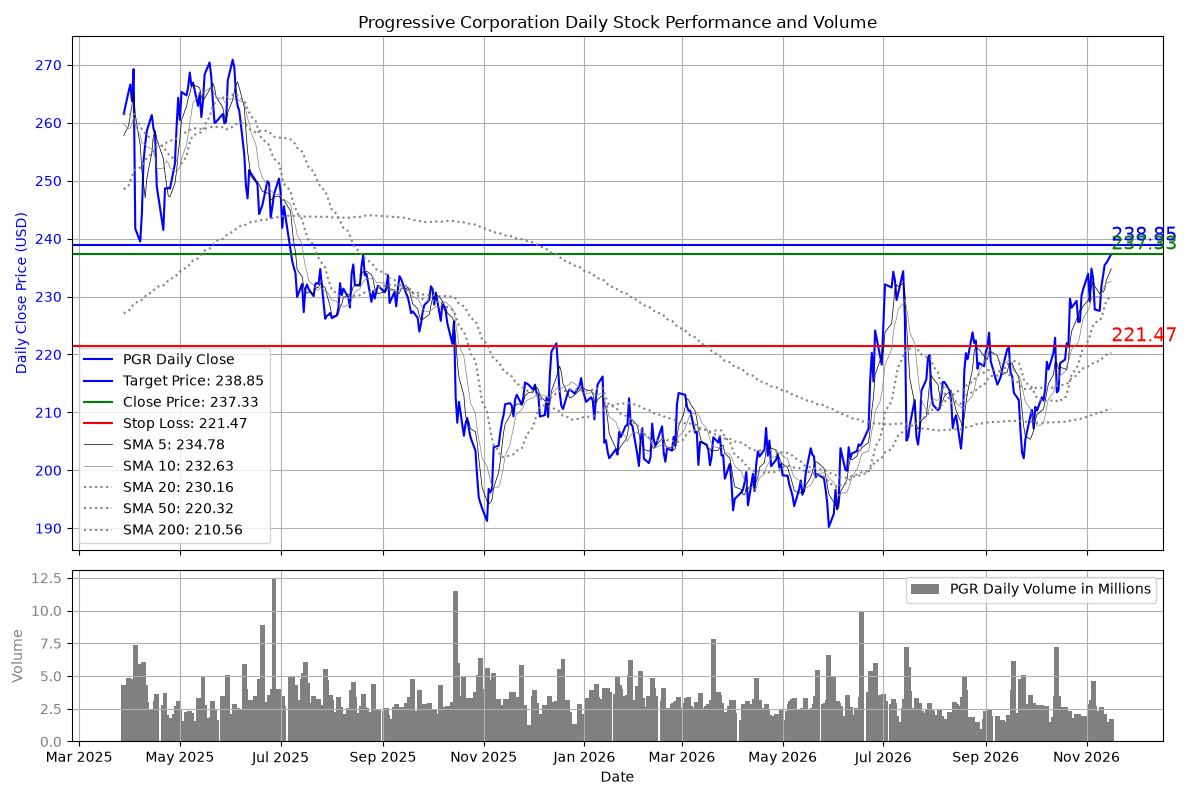 Progressive Corporation Daily Stock Performance and Volume
Daily Close Price (USD)
270
260
250
240
230
220
210
200
190
238.85
237.33
221.47
PGR Daily Close
Target Price: 238.85
Close Price: 237.33
Stop Loss: 221.47
SMA 5: 234.78
SMA 10: 232.63
SMA 20: 230.16
SMA 50: 220.32
SMA 200: 210.56
Volume
12.5
10.0
7.5
5.0
2.5
0.0
PGR Daily Volume in Millions
Mar 2025 May 2025 Jul 2025 Sep 2025 Nov 2025 Jan 2026 Mar 2026 May 2026 Jul 2026 Sep 2026 Nov 2026
Date